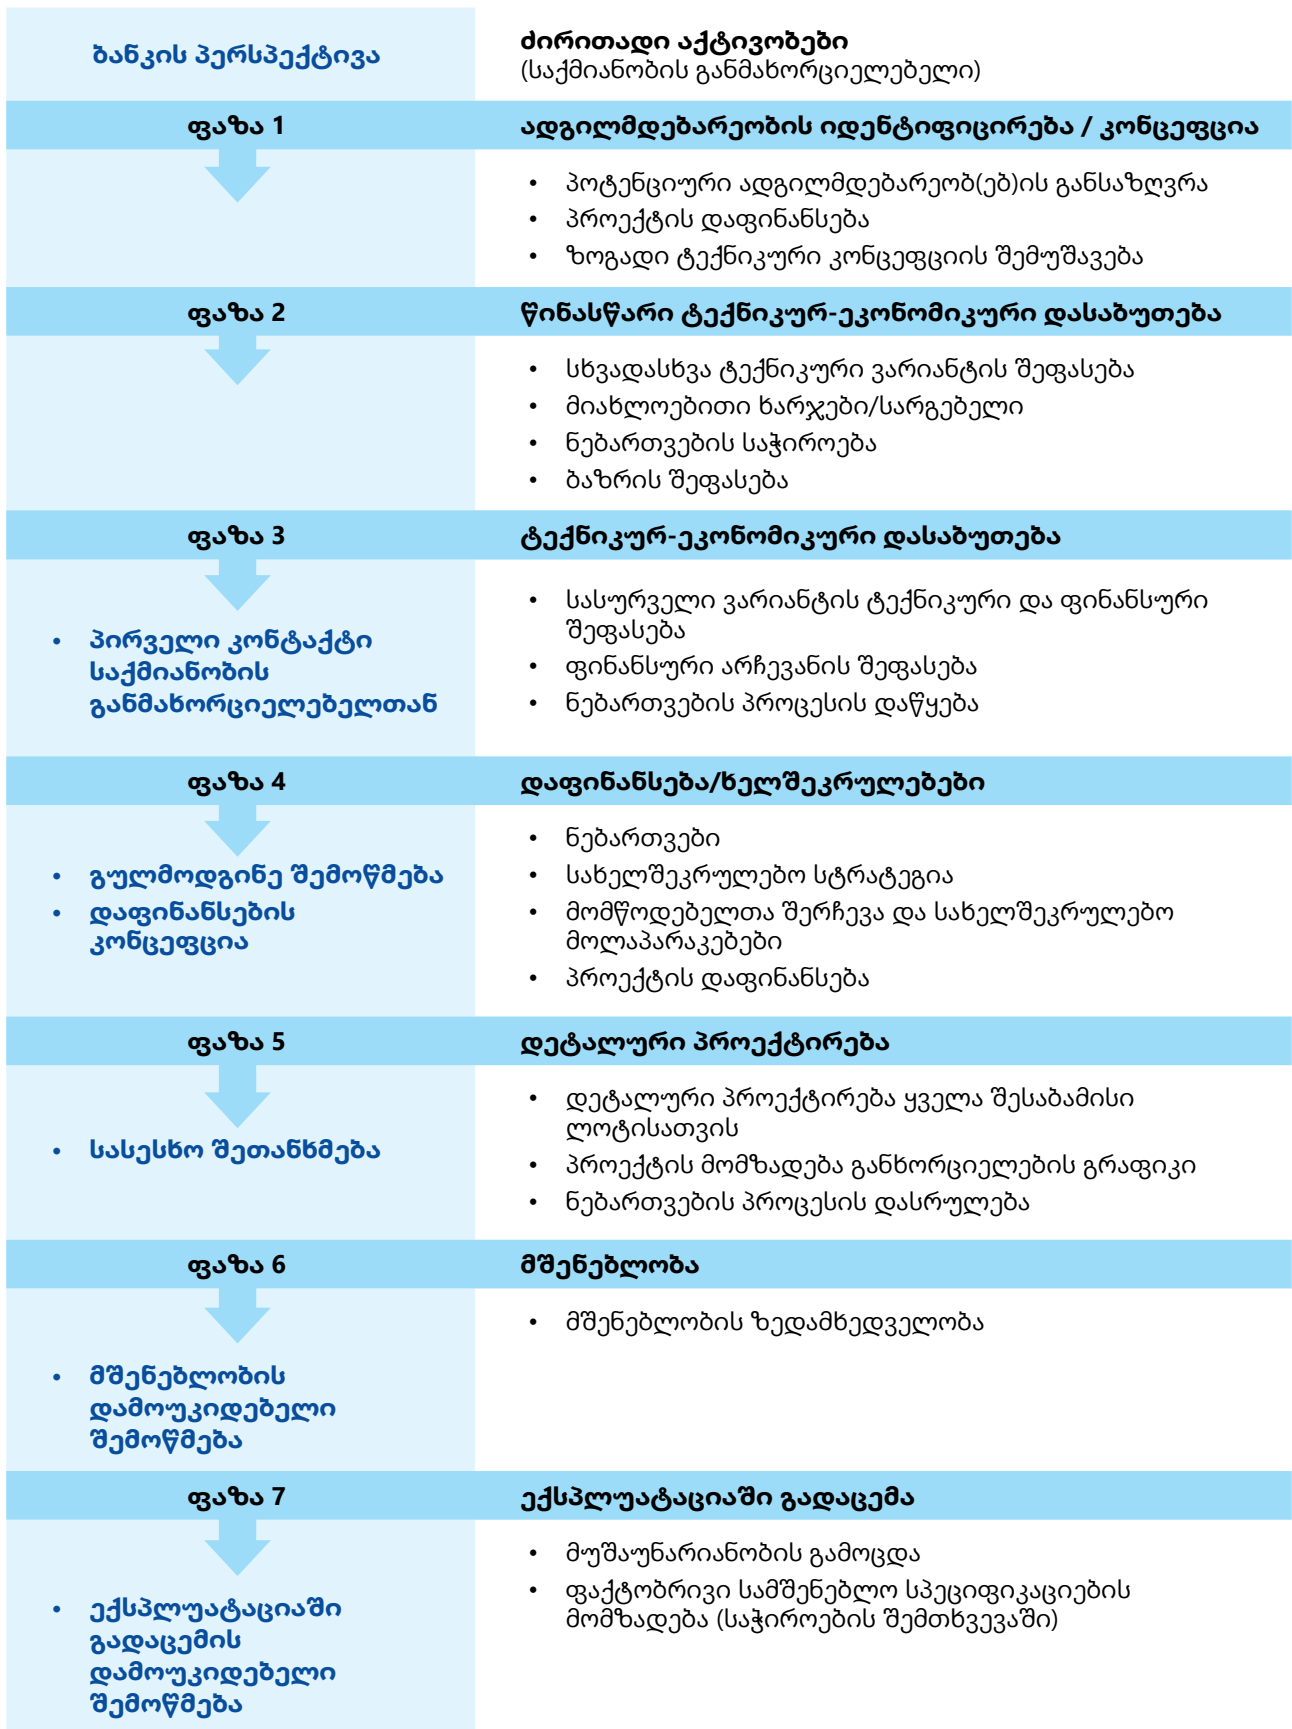 ბანკის პერსპექტივა
ძირითადი აქტივობები
(საქმიანობის განმახორციელებელი)
ფაზა 1
ადგილმდებარეობის იდენტიფიცირება / კონცეფცია
• პოტენციური ადგილმდებარეობ(ებ)ის განსაზღვრა
• პროექტის დაფინანსება
• ზოგადი ტექნიკური კონცეფციის შემუშავება
ფაზა 2
წინასწარი ტექნიკურ-ეკონომიკური დასაბუთება
• სხვადასხვა ტექნიკური ვარიანტის შეფასება
• მიახლოებითი ხარჯები/სარგებელი
• ნებართვების საჭიროება
• ბაზრის შეფასება
ფაზა 3
ტექნიკურ-ეკონომიკური დასაბუთება
• პირველი კონტაქტი
საქმიანობის
განმახორციელებელთან
• სასურველი ვარიანტის ტექნიკური და ფინანსური
შეფასება
• ფინანსური არჩევანის შეფასება
• ნებართვების პროცესის დაწყება
ფაზა 4
დაფინანსება/ხელშეკრულებები
• გულმოდგინე შემოწმება
• დაფინანსების
კონცეფცია
• ნებართვები
• სახელშეკრულებო სტრატეგია
• მომწოდებელთა შერჩევა და სახელშეკრულებო
მოლაპარაკებები
• პროექტის დაფინანსება
ფაზა 5
დეტალური პროექტირება
• სასესხო შეთანხმება
• დეტალური პროექტირება ყველა შესაბამისი
ლოტისათვის
• პროექტის მომზადება განხორციელების გრაფიკი
• ნებართვების პროცესის დასრულება
ფაზა 6
მშენებლობა
• მშენებლობის
დამოუკიდებელი
შემოწმება
• მშენებლობის ზედამხედველობა
ფაზა 7
ექსპლუატაციაში გადაცემა
• ექსპლუატაციაში
გადაცემის
დამოუკიდებელი
შემოწმება
• მუშაუნარიანობის გამოცდა
• ფაქტობრივი სამშენებლო სპეციფიკაციების
მომზადება (საჭიროების შემთხვევაში)